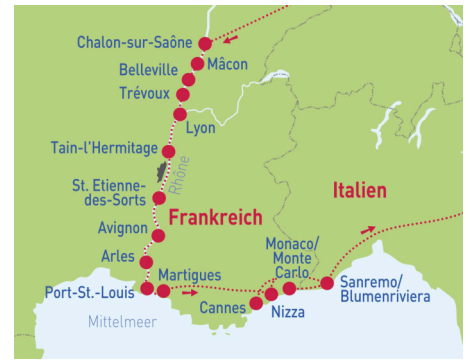 Chalon-sur-Saône
Mâcon
Belleville
Trévoux
Lyon
Tain-l'Hermitage
Rhône
St. Etienne-
des-Sorts
Italien
Frankreich
Avignon
Monaco/
Monte
Carlo
Arles
Martigues
Port-St.-Louis
Sanremo/
Blumenriviera
Cannes
Nizza
Mittelmeer